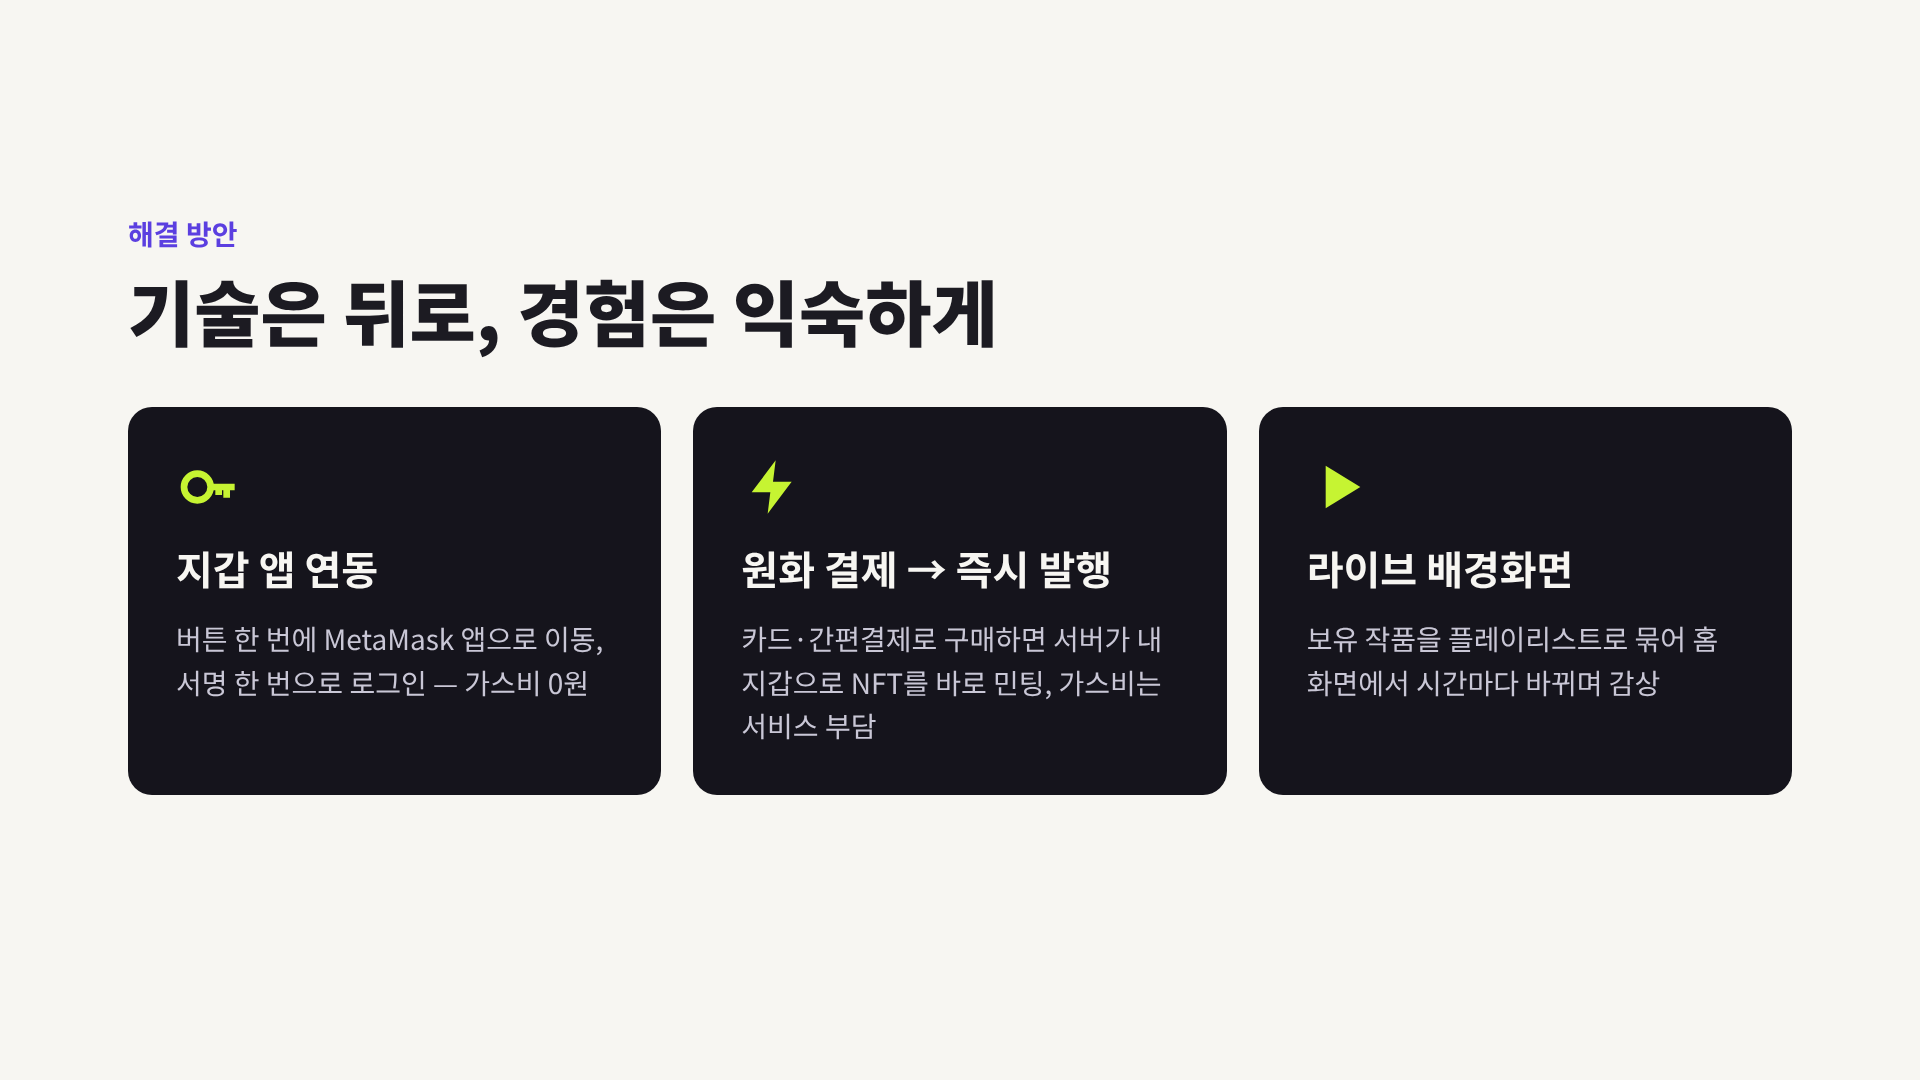 해결 방안
기술은 뒤로, 경험은 익숙하게
지갑 앱 연동
버튼 한 번에 MetaMask 앱으로 이동,
서명 한 번으로 로그인 — 가스비 0원
원화 결제 → 즉시 발행
카드·간편결제로 구매하면 서버가 내
지갑으로 NFT를 바로 민팅, 가스비는
서비스 부담
라이브 배경화면
보유 작품을 플레이리스트로 묶어 홈
화면에서 시간마다 바뀌며 감상